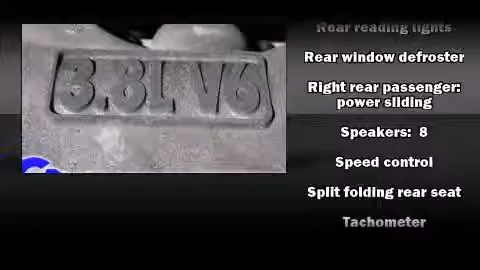 3.8L V6
Rear reading lights
Rear window defroster
Right rear passenger:
power sliding
Speakers: 8
Speed control
Split folding rear seat
Tachometer